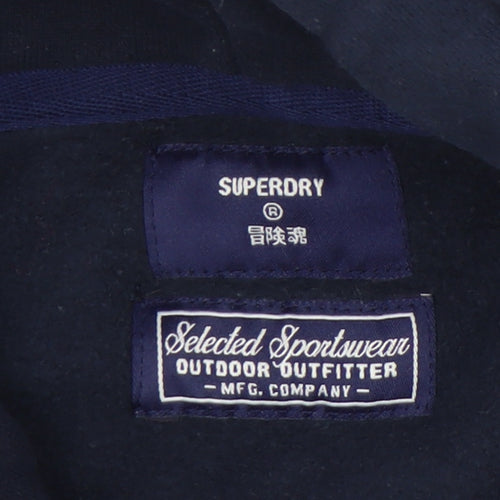 SUPERDRY
®
冒険魂
Selected Sportswear
OUTDOOR OUTFITTER
- MFG. COMPANY -